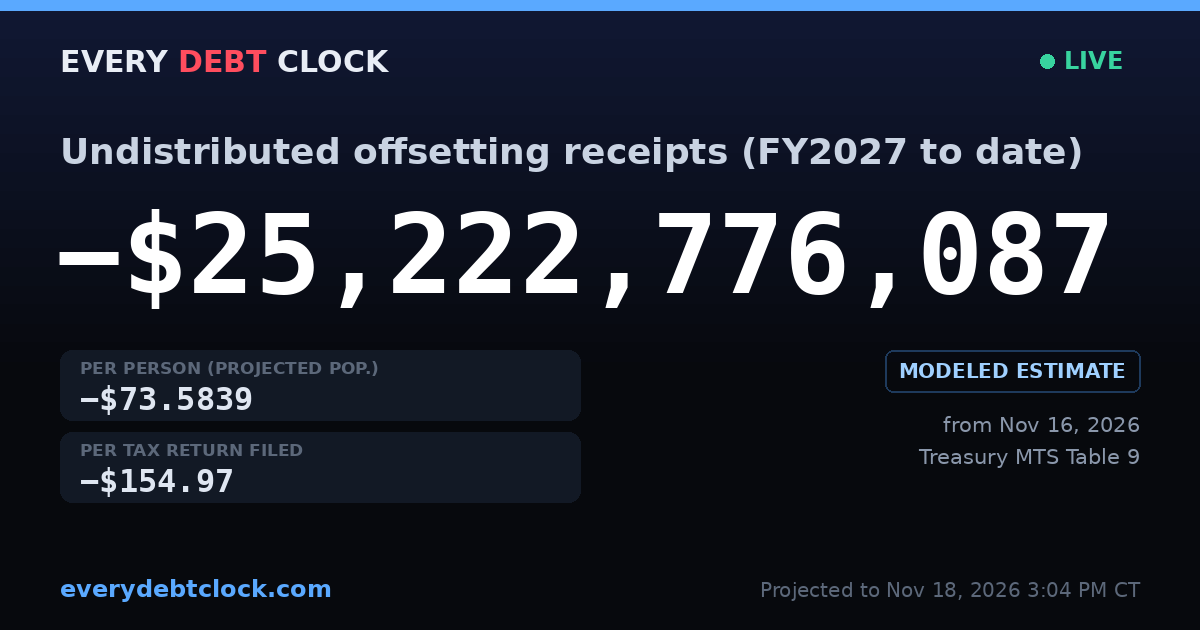 EVERY DEBT CLOCK
LIVE
Undistributed offsetting receipts (FY2027 to date)
−$25,222,776,087
PER PERSON (PROJECTED POP.)
−$73.5839
PER TAX RETURN FILED
−$154.97
MODELED ESTIMATE
from Nov 16, 2026
Treasury MTS Table 9
everydebtclock.com
Projected to Nov 18, 2026 3:04 PM CT